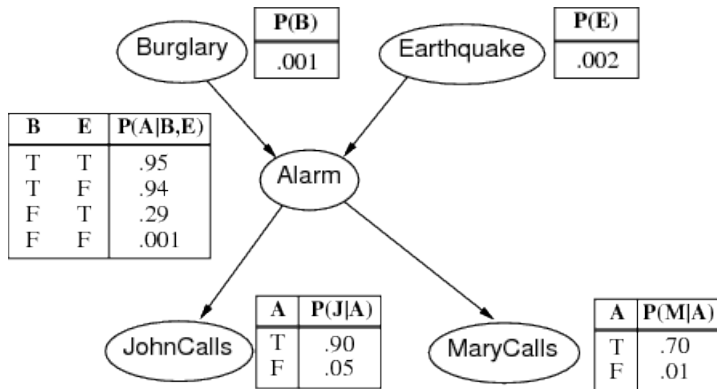 Burglary
P(B)
.001
Earthquake
P(E)
.002
B E P(A|B,E)
T T .95
T F .94
F T .29
F F .001
Alarm
JohnCalls
A P(J|A)
T .90
F .05
MaryCalls
A P(M|A)
T .70
F .01